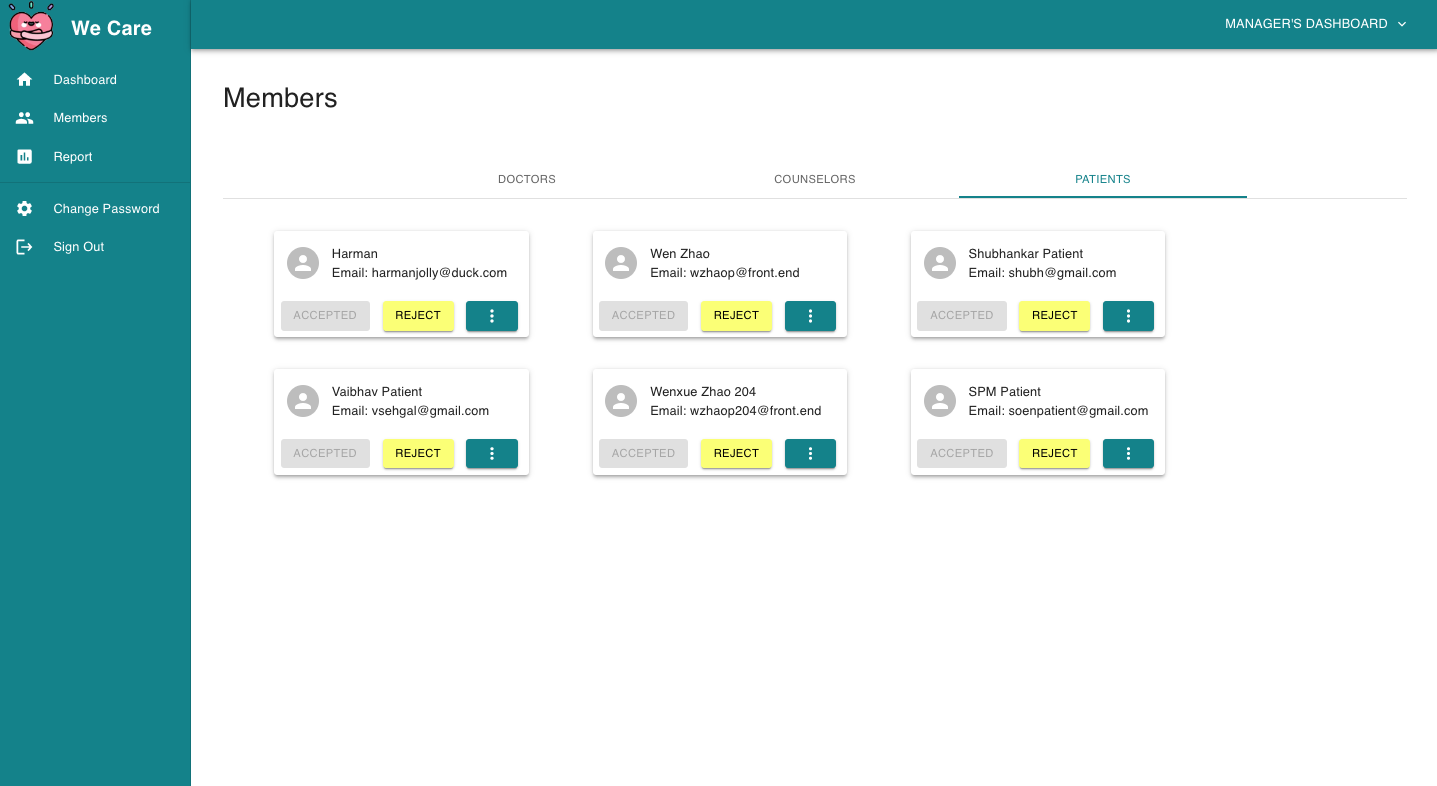 We Care
MANAGER'S DASHBOARD
Dashboard
Members
Report
Change Password
Sign Out
Members
DOCTORS
COUNSELORS
PATIENTS
Harman
Email: harmanjolly@duck.com
ACCEPTED
REJECT
Wen Zhao
Email: wzhaop@front.end
ACCEPTED
REJECT
Shubhankar Patient
Email: shubh@gmail.com
ACCEPTED
REJECT
Vaibhav Patient
Email: vsehgal@gmail.com
ACCEPTED
REJECT
Wenxue Zhao 204
Email: wzhaop204@front.end
ACCEPTED
REJECT
SPM Patient
Email: soenpatient@gmail.com
ACCEPTED
REJECT